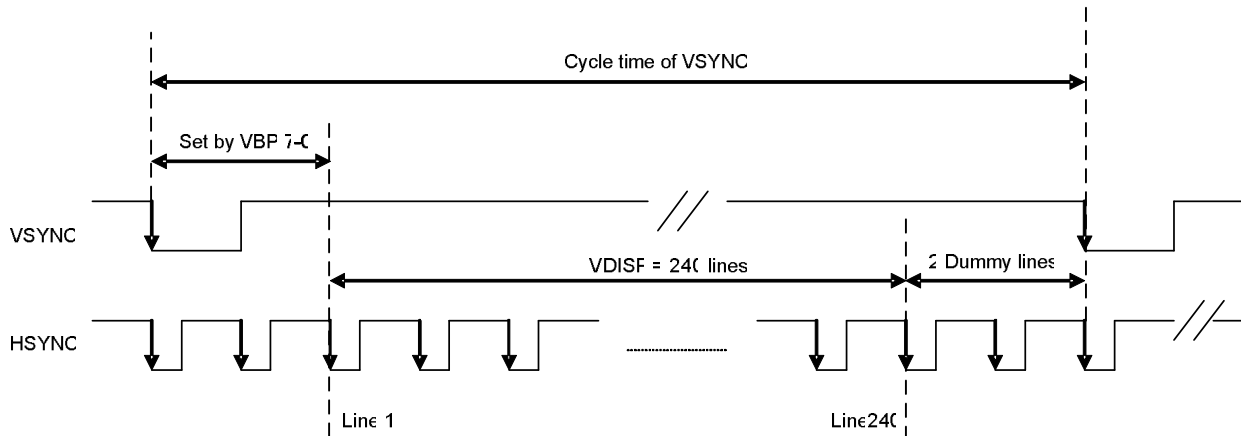 Cycle time of VSYNC
Set by VBP 7-0
VSYNC
VDISP = 240 lines
2 Dummy lines
HSYNC
Line 1
Line240